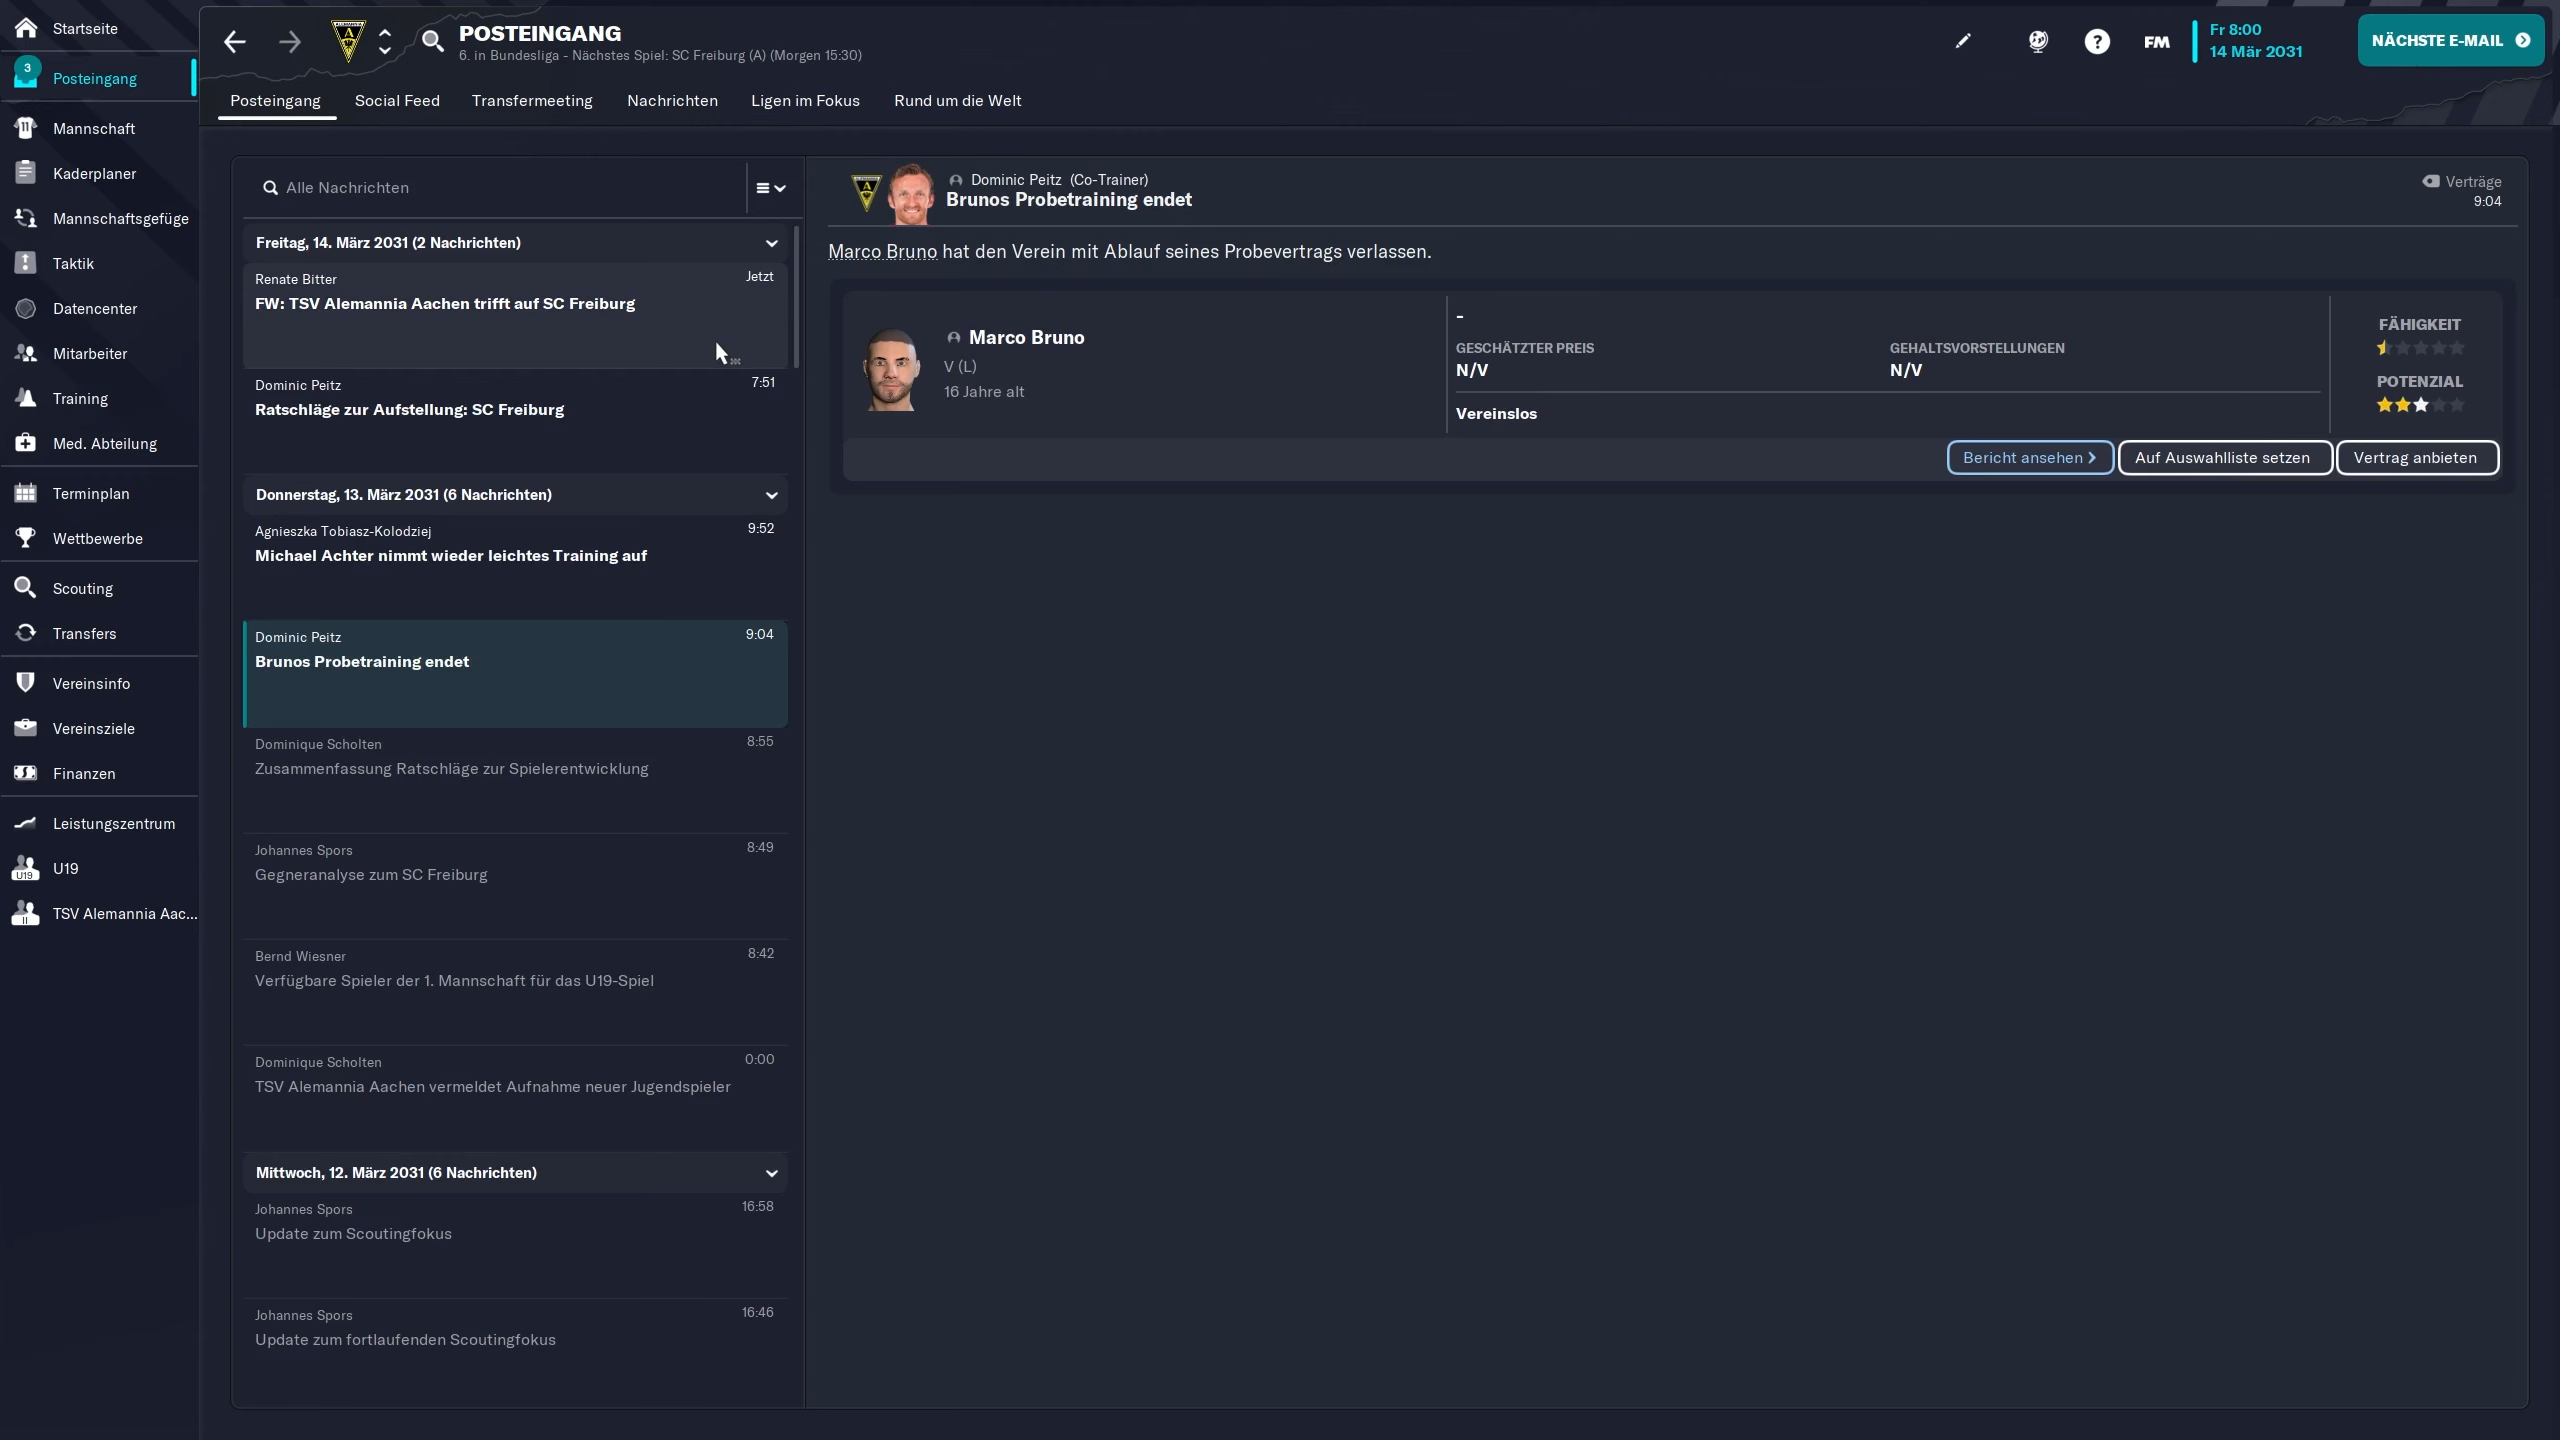 Startseite
3
Posteingang
Mannschaft
Kaderplaner
Mannschaftsgefüge
Taktik
Datencenter
Mitarbeiter
Training
Med. Abteilung
Terminplan
Wettbewerbe
Scouting
Transfers
Vereinsinfo
Vereinsziele
Finanzen
Leistungszentrum
U19
U19
II
TSV Alemannia Aac...
POSTEINGANG
6. in Bundesliga - Nächstes Spiel: SC Freiburg (A) (Morgen 15:30)
FM
Fr 8:00
14 Mär 2031
NÄCHSTE E-MAIL
Posteingang
Social Feed
Transfermeeting
Nachrichten
Ligen im Fokus
Rund um die Welt
Alle Nachrichten
Freitag, 14. März 2031 (2 Nachrichten)
Renate Bitter
Jetzt
FW: TSV Alemannia Aachen trifft auf SC Freiburg
Dominic Peitz
7:51
Ratschläge zur Aufstellung: SC Freiburg
Donnerstag, 13. März 2031 (6 Nachrichten)
Agnieszka Tobiasz-Kolodziej
9:52
Michael Achter nimmt wieder leichtes Training auf
Dominic Peitz
9:04
Brunos Probetraining endet
Dominique Scholten
8:55
Zusammenfassung Ratschläge zur Spielerentwicklung
Johannes Spors
8:49
Gegneranalyse zum SC Freiburg
Bernd Wiesner
8:42
Verfügbare Spieler der 1. Mannschaft für das U19-Spiel
Dominique Scholten
0:00
TSV Alemannia Aachen vermeldet Aufnahme neuer Jugendspieler
Mittwoch, 12. März 2031 (6 Nachrichten)
Johannes Spors
16:58
Update zum Scoutingfokus
Johannes Spors
16:46
Update zum fortlaufenden Scoutingfokus
Dominic Peitz (Co-Trainer)
Brunos Probetraining endet
Verträge
9:04
Marco Bruno hat den Verein mit Ablauf seines Probevertrags verlassen.
Marco Bruno
V (L)
16 Jahre alt
-
GESCHÄTZTER PREIS
N/V
GEHALTSVORSTELLUNGEN
N/V
Vereinslos
FÄHIGKEIT
POTENZIAL
Bericht ansehen
Auf Auswahlliste setzen
Vertrag anbieten